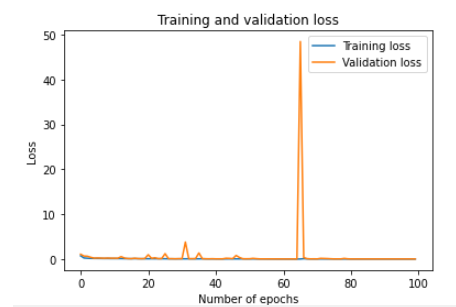 Training and validation loss
50
Training loss
Validation loss
40
30
Loss
20
10
0
0 20 40 60 80 100
Number of epochs